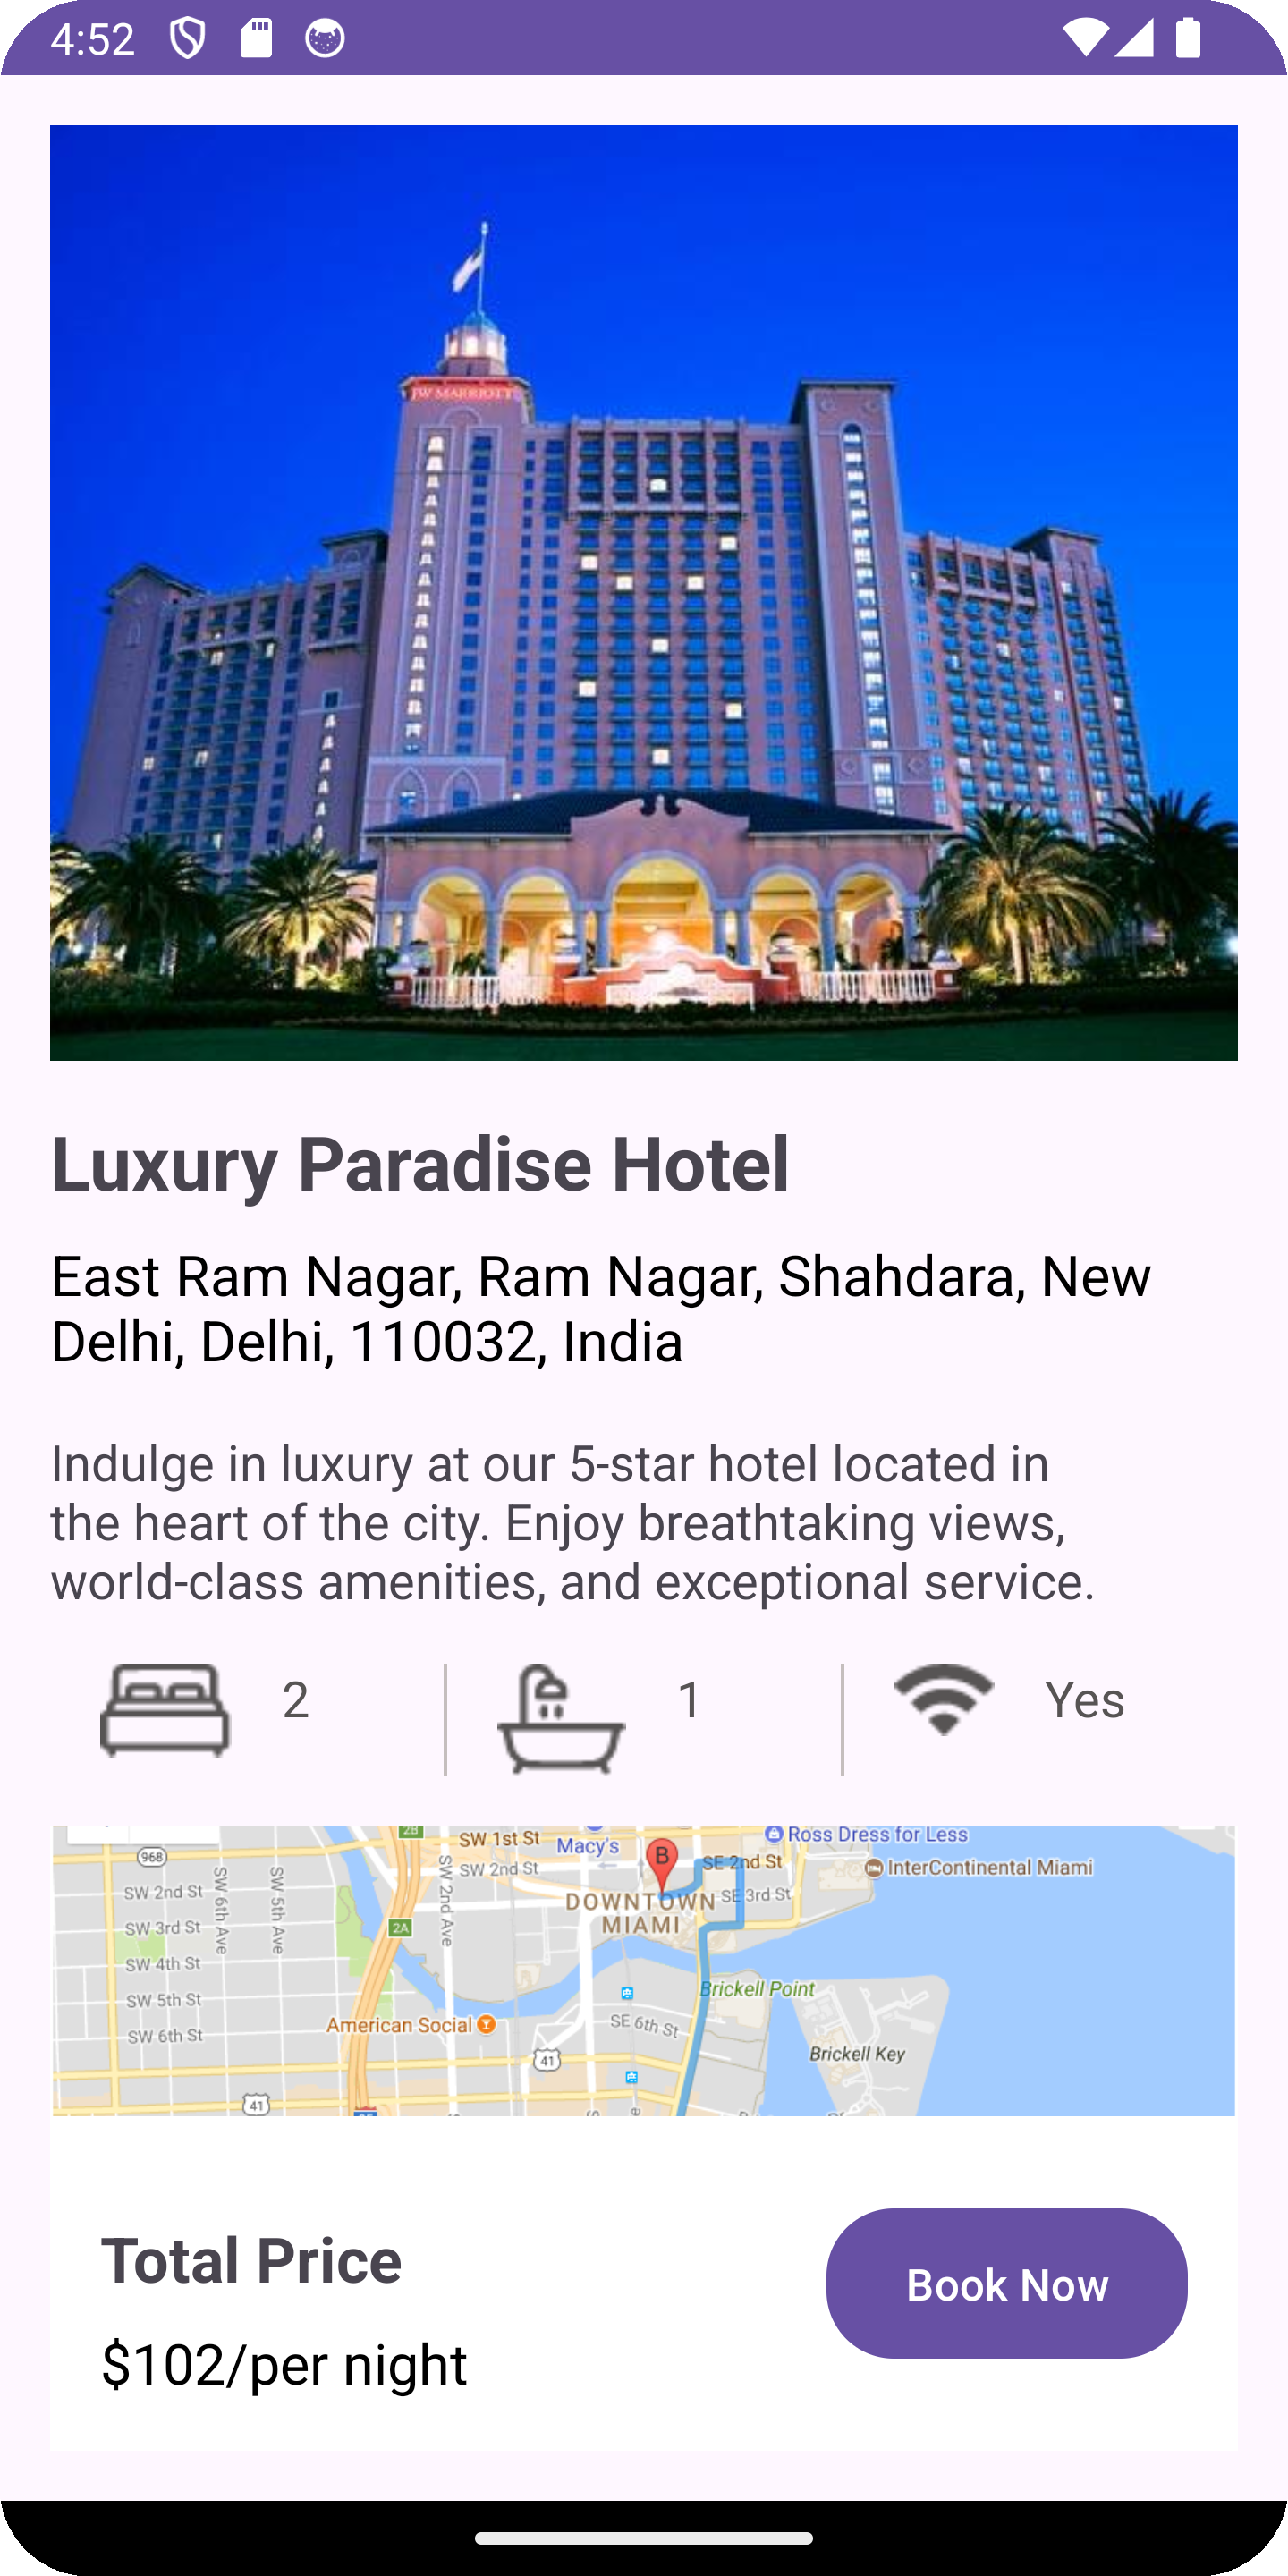 4:52
JW MARRIOTT
Luxury Paradise Hotel
East Ram Nagar, Ram Nagar, Shahdara, New
Delhi, Delhi, 110032, India
Indulge in luxury at our 5-star hotel located in
the heart of the city. Enjoy breathtaking views,
world-class amenities, and exceptional service.
2
1
Yes
2B
SW 1st St
Macy's
Ross Dress for Less
968
SW 2nd St
B
SE 2nd St
InterContinental Miami
SW 2nd St
SW 6th Ave
SW 5th Ave
SW 2nd Ave
DOWNTOWN
MIAMI
SE 3rd St
SW 3rd St
2A
SW 4th St
SW 5th St
Brickell Point
SW 6th St
American Social
SE 6th St
41
Brickell Key
41
Total Price
$102/per night
Book Now